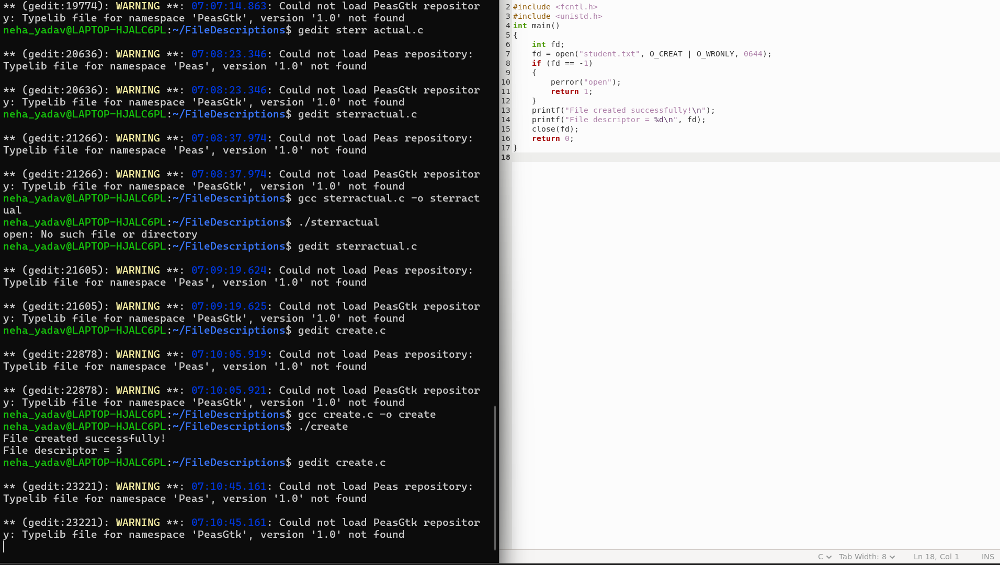 ** (gedit:19774): WARNING **: 07:07:14.863: Could not load PeasGtk repositor
y: Typelib file for namespace 'PeasGtk', version '1.0' not found
neha_yadav@LAPTOP-HJALC6PL:~/FileDescriptions$ gedit sterr actual.c
** (gedit:20636): WARNING **: 07:08:23.346: Could not load Peas repository:
Typelib file for namespace 'Peas', version '1.0' not found
** (gedit:20636): WARNING **: 07:08:23.346: Could not load PeasGtk repositor
y: Typelib file for namespace 'PeasGtk', version '1.0' not found
neha_yadav@LAPTOP-HJALC6PL:~/FileDescriptions$ gedit sterractual.c
** (gedit:21266): WARNING **: 07:08:37.974: Could not load Peas repository:
Typelib file for namespace 'Peas', version '1.0' not found
** (gedit:21266): WARNING **: 07:08:37.974: Could not load PeasGtk repositor
y: Typelib file for namespace 'PeasGtk', version '1.0' not found
neha_yadav@LAPTOP-HJALC6PL:~/FileDescriptions$ gcc sterractual.c -o sterract
ual
neha_yadav@LAPTOP-HJALC6PL:~/FileDescriptions$ ./sterractual
open: No such file or directory
neha_yadav@LAPTOP-HJALC6PL:~/FileDescriptions$ gedit sterractual.c
** (gedit:21605): WARNING **: 07:09:19.624: Could not load Peas repository:
Typelib file for namespace 'Peas', version '1.0' not found
** (gedit:21605): WARNING **: 07:09:19.625: Could not load PeasGtk repositor
y: Typelib file for namespace 'PeasGtk', version '1.0' not found
neha_yadav@LAPTOP-HJALC6PL:~/FileDescriptions$ gedit create.c
** (gedit:22878): WARNING **: 07:10:05.919: Could not load Peas repository:
Typelib file for namespace 'Peas', version '1.0' not found
** (gedit:22878): WARNING **: 07:10:05.921: Could not load PeasGtk repositor
y: Typelib file for namespace 'PeasGtk', version '1.0' not found
neha_yadav@LAPTOP-HJALC6PL:~/FileDescriptions$ gcc create.c -o create
neha_yadav@LAPTOP-HJALC6PL:~/FileDescriptions$ ./create
File created successfully!
File descriptor = 3
neha_yadav@LAPTOP-HJALC6PL:~/FileDescriptions$ gedit create.c
** (gedit:23221): WARNING **: 07:10:45.161: Could not load Peas repository:
Typelib file for namespace 'Peas', version '1.0' not found
** (gedit:23221): WARNING **: 07:10:45.161: Could not load PeasGtk repositor
y: Typelib file for namespace 'PeasGtk', version '1.0' not found
2 #include <fcntl.h>
3 #include <unistd.h>
4 int main()
5 {
6     int fd;
7     fd = open("student.txt", O_CREAT | O_WRONLY, 0644);
8     if (fd == -1)
9     {
10         perror("open");
11         return 1;
12     }
13     printf("File created successfully!\n");
14     printf("File descriptor = %d\n", fd);
15     close(fd);
16     return 0;
17 }
18
C Tab Width: 8 Ln 18, Col 1 INS